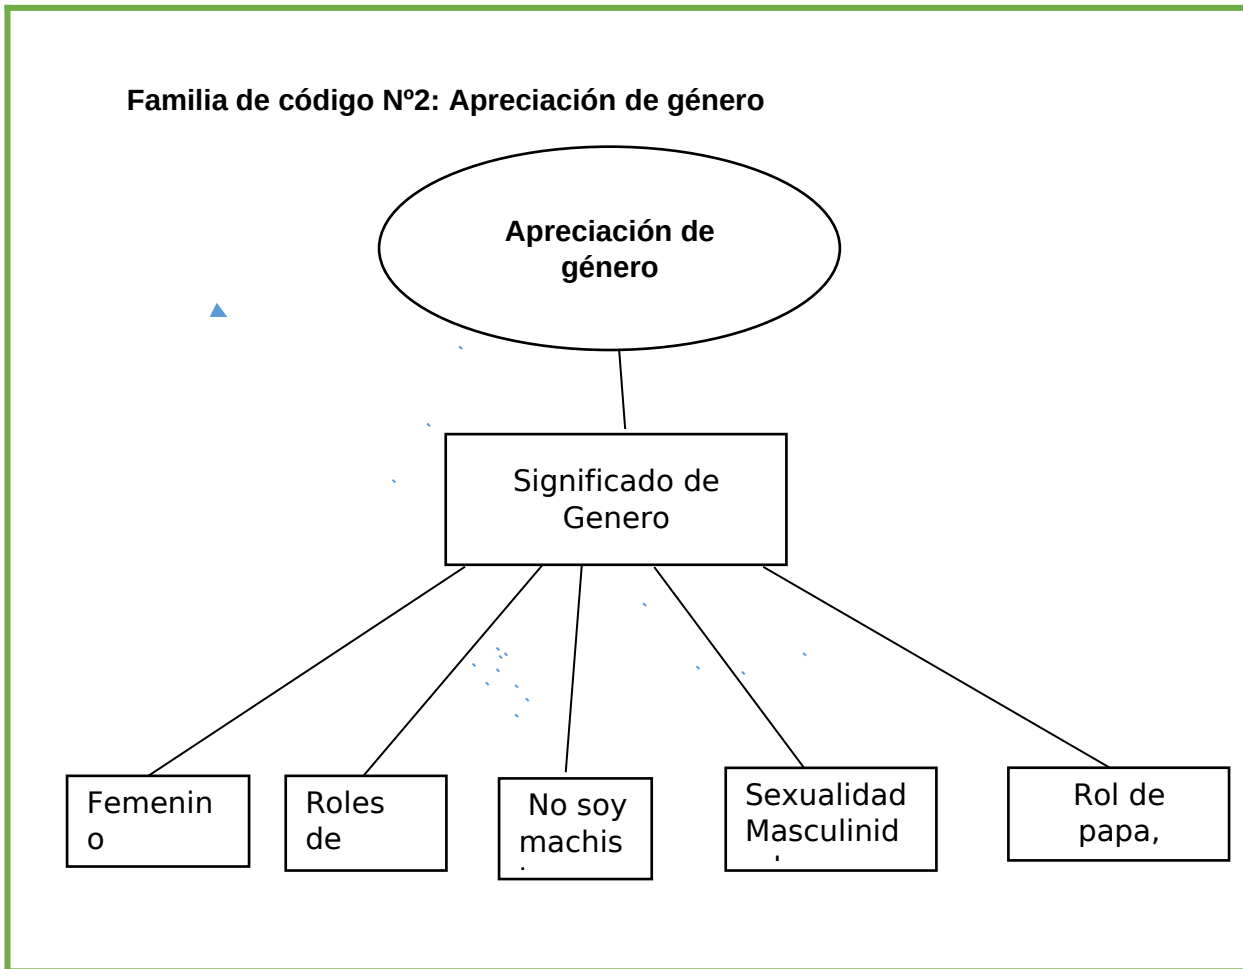 Familia de código Nº2: Apreciación de género
Apreciación de
género
Significado de
Genero
Femenin
o
Roles
de
No soy
machis
Sexualidad
Masculinid
Rol de
papa,